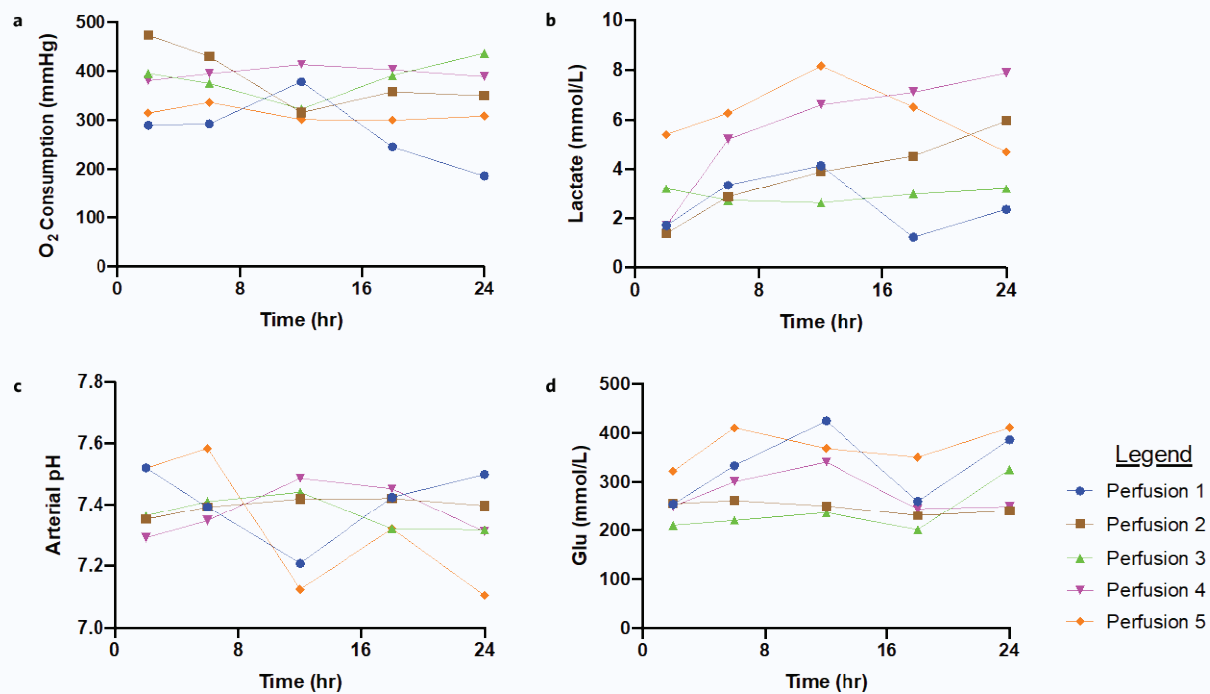 a
500
400
300
200
100
0
O2 Consumption (mmHg)
0 8 16 24
Time (hr)
b
10
8
6
4
2
0
Lactate (mmol/L)
0 8 16 24
Time (hr)
c
7.8
7.6
7.4
7.2
7.0
Arterial pH
0 8 16 24
Time (hr)
d
500
400
300
200
100
0
Glu (mmol/L)
0 8 16 24
Time (hr)
Legend
Perfusion 1
Perfusion 2
Perfusion 3
Perfusion 4
Perfusion 5